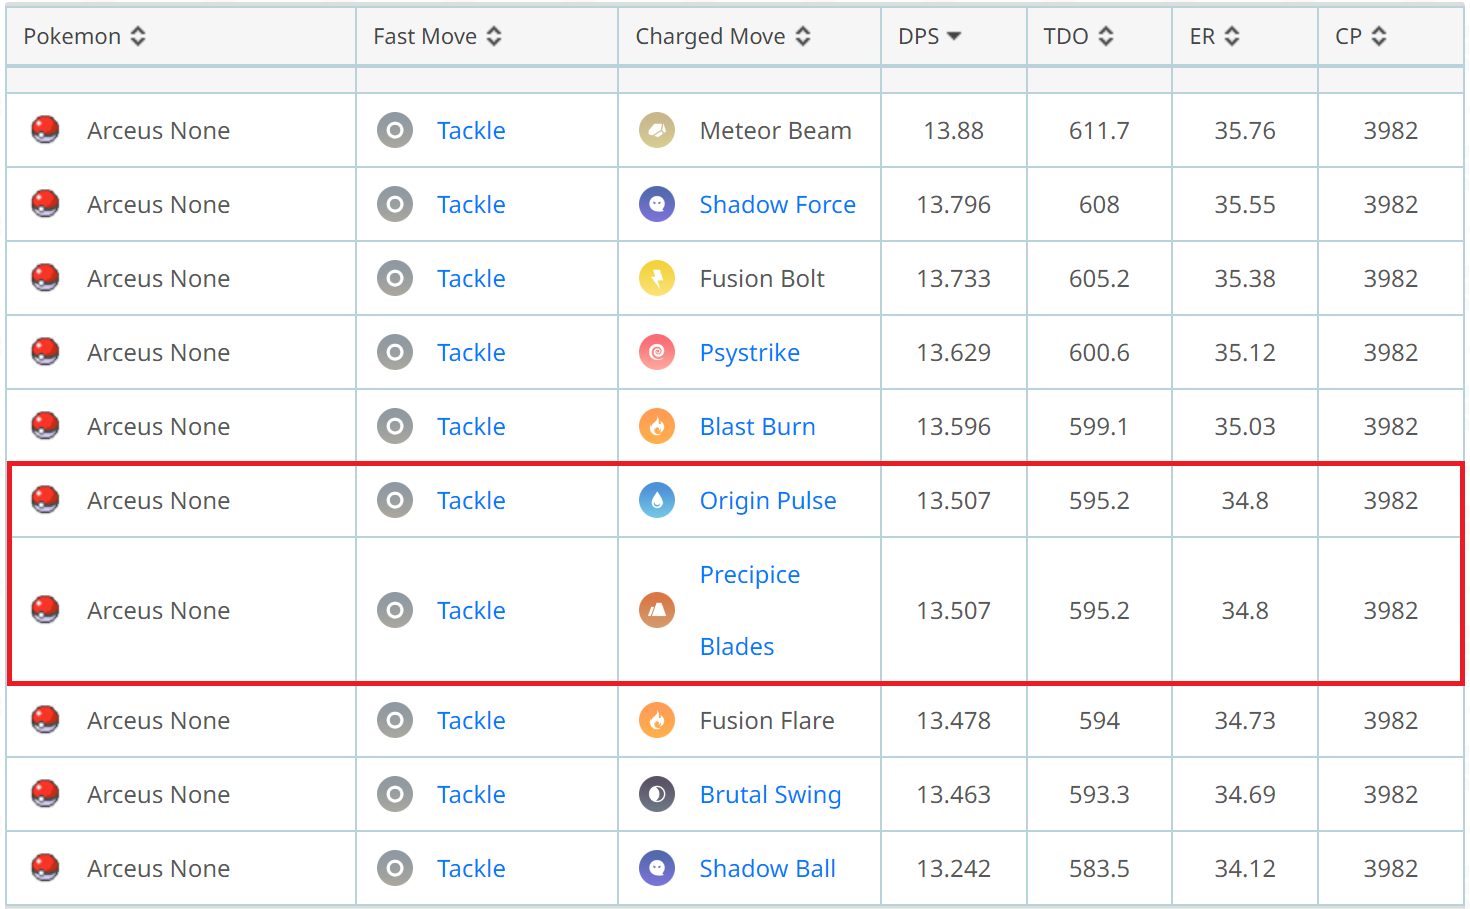 Pokemon Fast Move Charged Move DPS TDO ER CP
Arceus None Tackle Meteor Beam 13.88 611.7 35.76 3982
Arceus None Tackle Shadow Force 13.796 608 35.55 3982
Arceus None Tackle Fusion Bolt 13.733 605.2 35.38 3982
Arceus None Tackle Psystrike 13.629 600.6 35.12 3982
Arceus None Tackle Blast Burn 13.596 599.1 35.03 3982
Arceus None Tackle Origin Pulse 13.507 595.2 34.8 3982
Precipice
Arceus None Tackle 13.507 595.2 34.8 3982
Blades
Arceus None Tackle Fusion Flare 13.478 594 34.73 3982
Arceus None Tackle Brutal Swing 13.463 593.3 34.69 3982
Arceus None Tackle Shadow Ball 13.242 583.5 34.12 3982